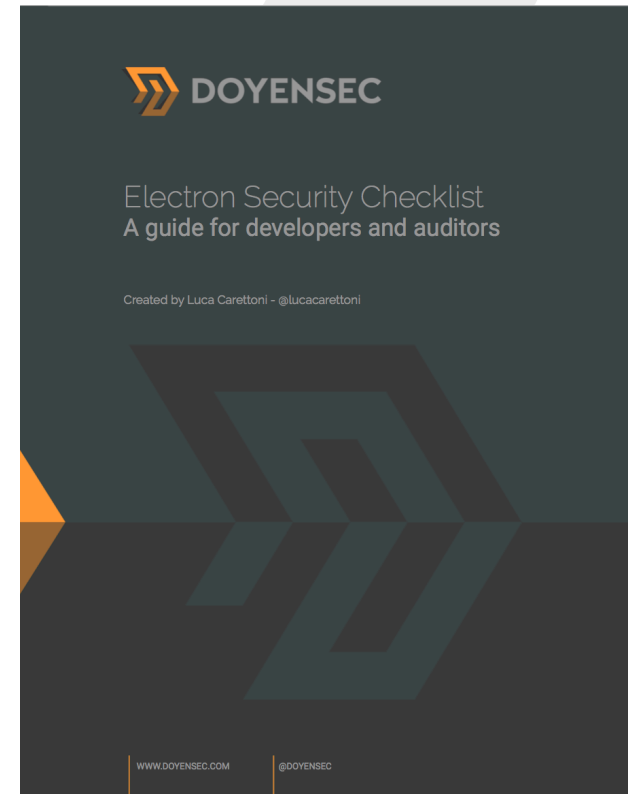 DOYENSEC
Electron Security Checklist
A guide for developers and auditors
Created by Luca Carettoni - @lucacarettoni
WWW.DOYENSEC.COM
@DOYENSEC